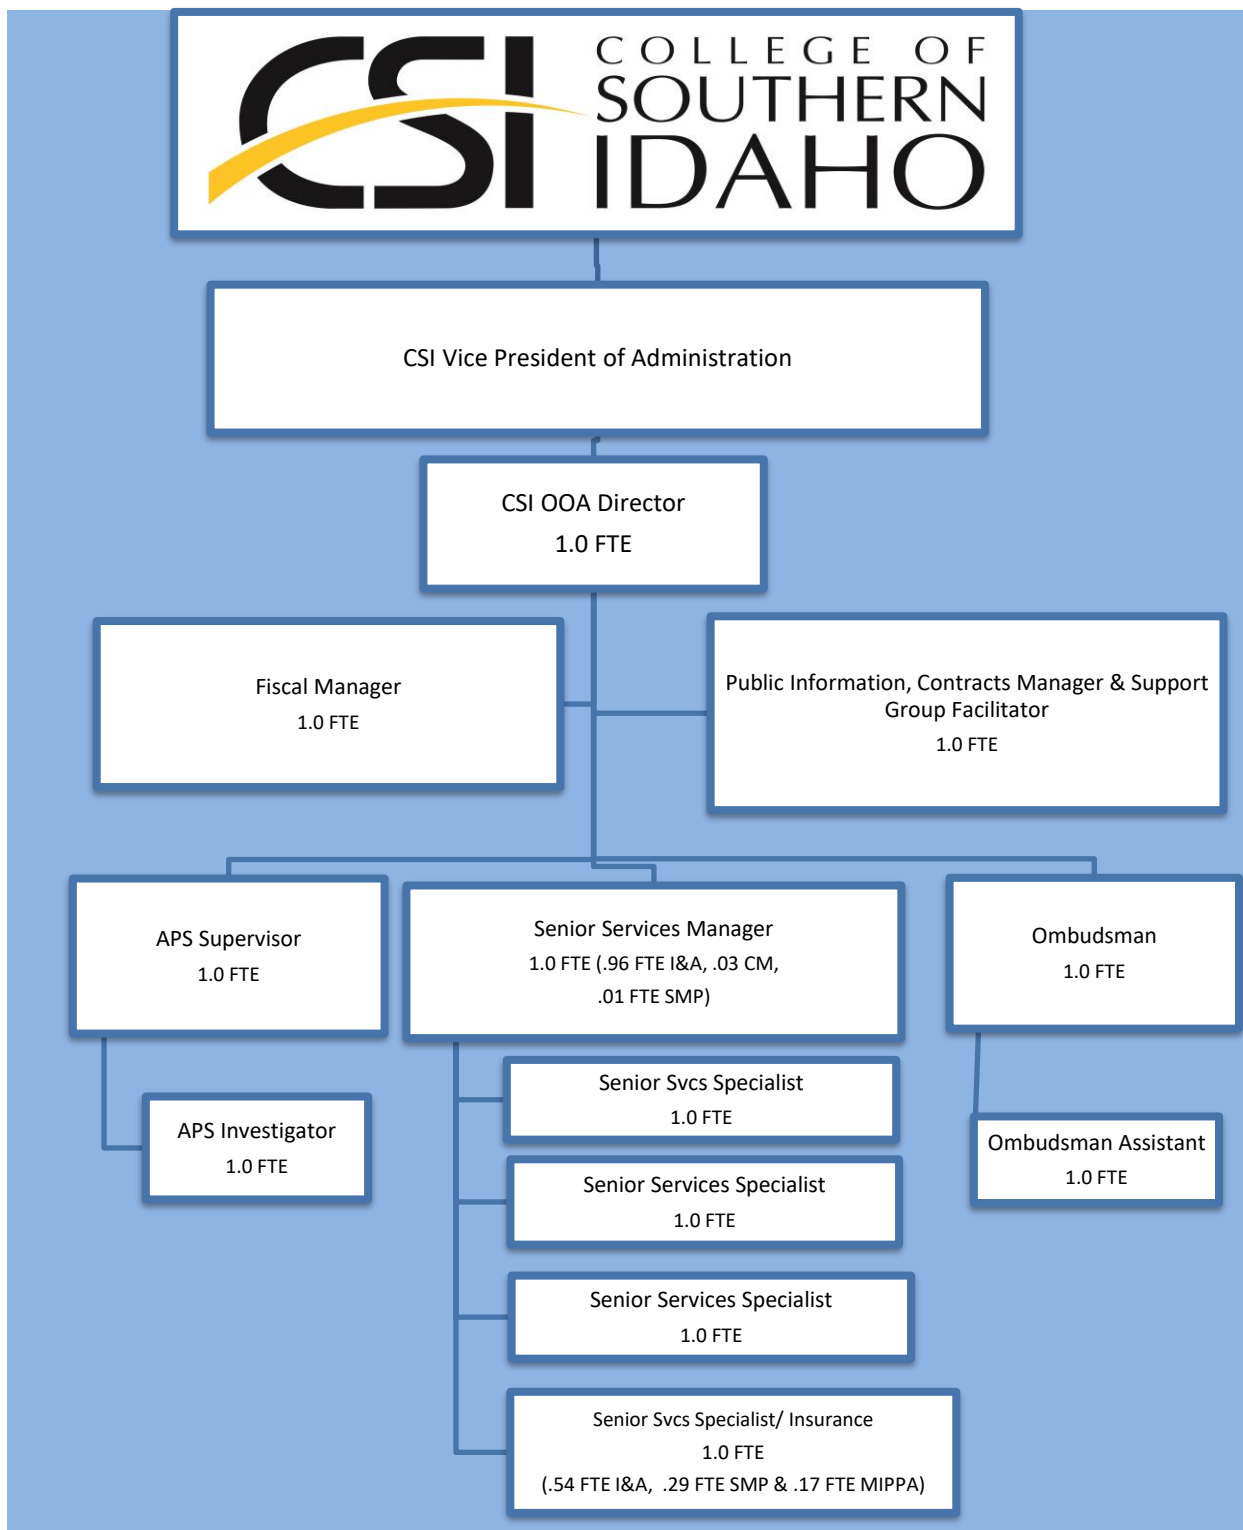 CSI
COLLEGE OF
SOUTHERN
IDAHO
CSI Vice President of Administration
CSI OOA Director
1.0 FTE
Fiscal Manager
1.0 FTE
Public Information, Contracts Manager & Support
Group Facilitator
1.0 FTE
APS Supervisor
1.0 FTE
Senior Services Manager
1.0 FTE (.96 FTE I&A, .03 CM,
.01 FTE SMP)
Ombudsman
1.0 FTE
APS Investigator
1.0 FTE
Senior Svcs Specialist
1.0 FTE
Senior Services Specialist
1.0 FTE
Senior Services Specialist
1.0 FTE
Senior Svcs Specialist/ Insurance
1.0 FTE
(.54 FTE I&A, .29 FTE SMP & .17 FTE MIPPA)
Ombudsman Assistant
1.0 FTE